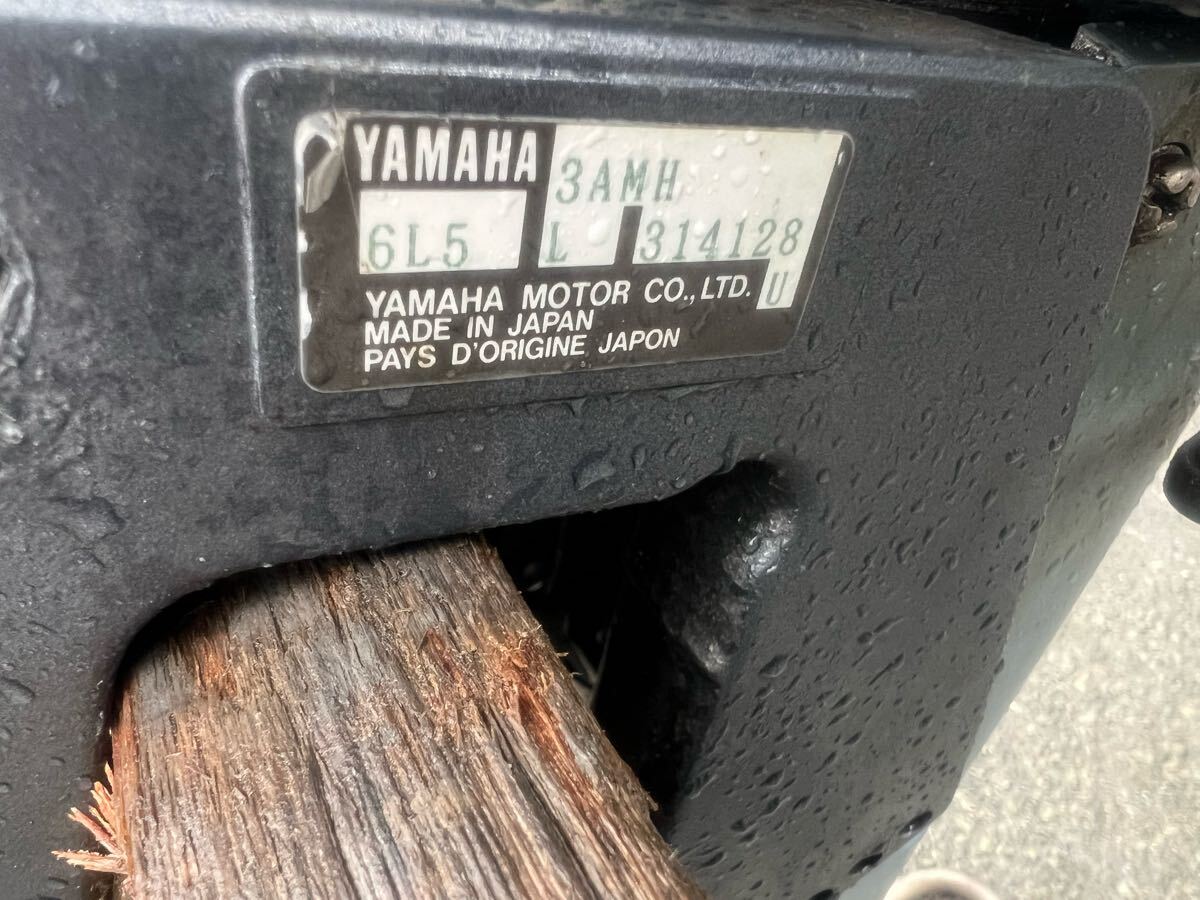 YAMAHA 3AMH
6L5 L 314128
YAMAHA MOTOR CO., LTD. U
MADE IN JAPAN
PAYS D'ORIGINE JAPON